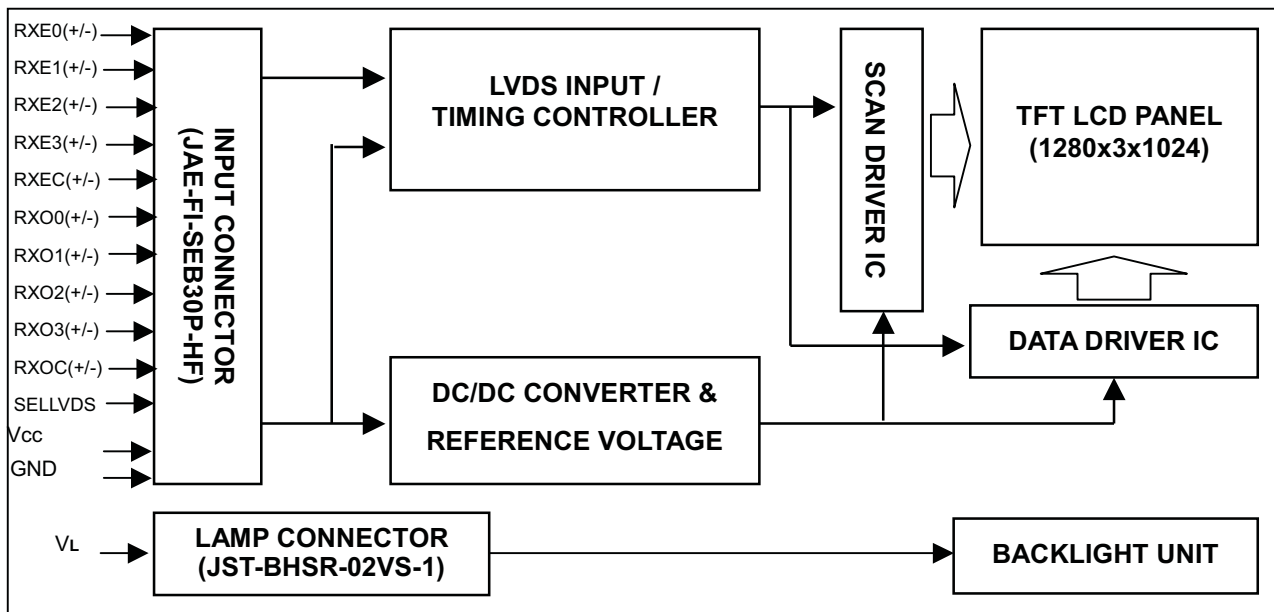 RXE0(+/-)
RXE1(+/-)
RXE2(+/-)
RXE3(+/-)
RXEC(+/-)
RXO0(+/-)
RXO1(+/-)
RXO2(+/-)
RXO3(+/-)
RXOC(+/-)
SELLVDS
Vcc
GND
INPUT CONNECTOR
(JAE-FI-SEB30P-HF)
LVDS INPUT /
TIMING CONTROLLER
SCAN DRIVER IC
TFT LCD PANEL
(1280x3x1024)
DATA DRIVER IC
DC/DC CONVERTER &
REFERENCE VOLTAGE
VL
LAMP CONNECTOR
(JST-BHSR-02VS-1)
BACKLIGHT UNIT